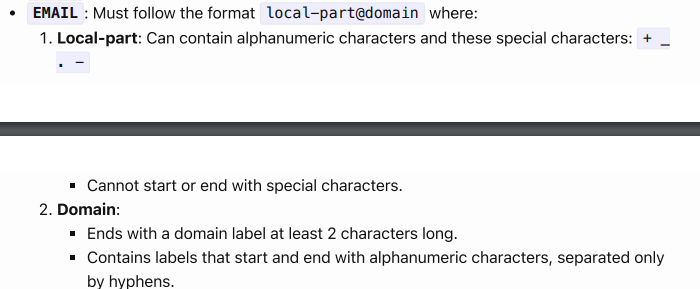 • EMAIL : Must follow the format local-part@domain where:
1. Local-part: Can contain alphanumeric characters and these special characters: + _
. -
▪ Cannot start or end with special characters.
2. Domain:
▪ Ends with a domain label at least 2 characters long.
▪ Contains labels that start and end with alphanumeric characters, separated only
by hyphens.